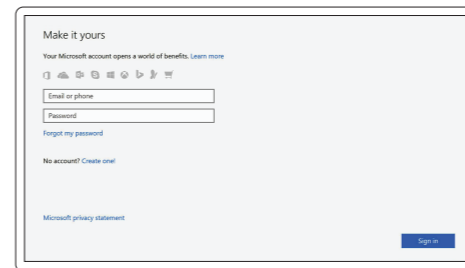 Make it yours
Your Microsoft account opens a world of benefits. Learn more
Email or phone
Password
Forgot my password
No account? Create one!
Microsoft privacy statement
Sign in